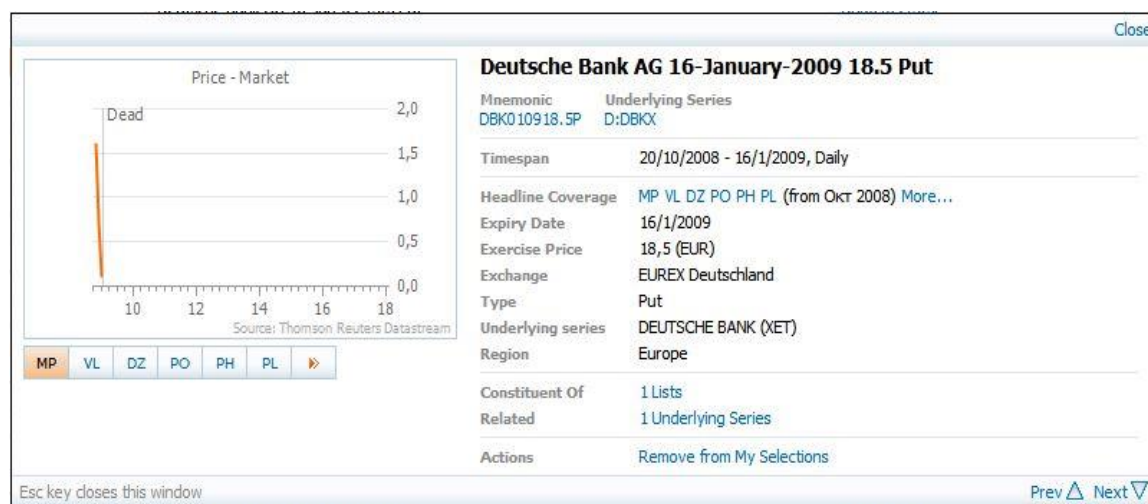 Close
Price - Market
Dead
2,0
1,5
1,0
0,5
0,0
10 12 14 16 18
Source: Thomson Reuters Datastream
MP VL DZ PO PH PL
Deutsche Bank AG 16-January-2009 18.5 Put
Mnemonic Underlying Series
DBK010918.5P D:DBKX
Timespan 20/10/2008 - 16/1/2009, Daily
Headline Coverage MP VL DZ PO PH PL (from Окт 2008) More...
Expiry Date 16/1/2009
Exercise Price 18,5 (EUR)
Exchange EUREX Deutschland
Type Put
Underlying series DEUTSCHE BANK (XET)
Region Europe
Constituent Of 1 Lists
Related 1 Underlying Series
Actions Remove from My Selections
Esc key closes this window
Prev Next